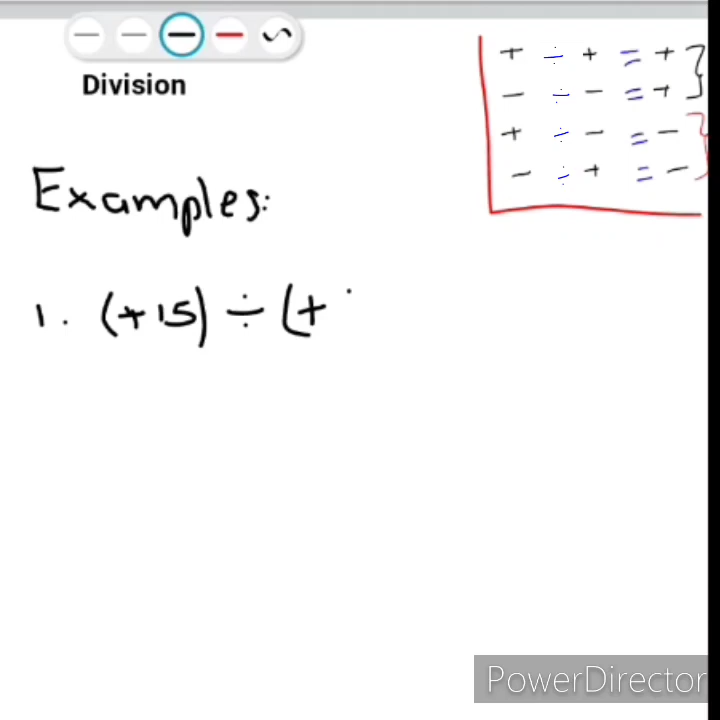 Division
+ ÷ + = +
- ÷ - = +
+ ÷ - = -
- ÷ + = -
Examples:
1. (+15) ÷ (+
PowerDirector